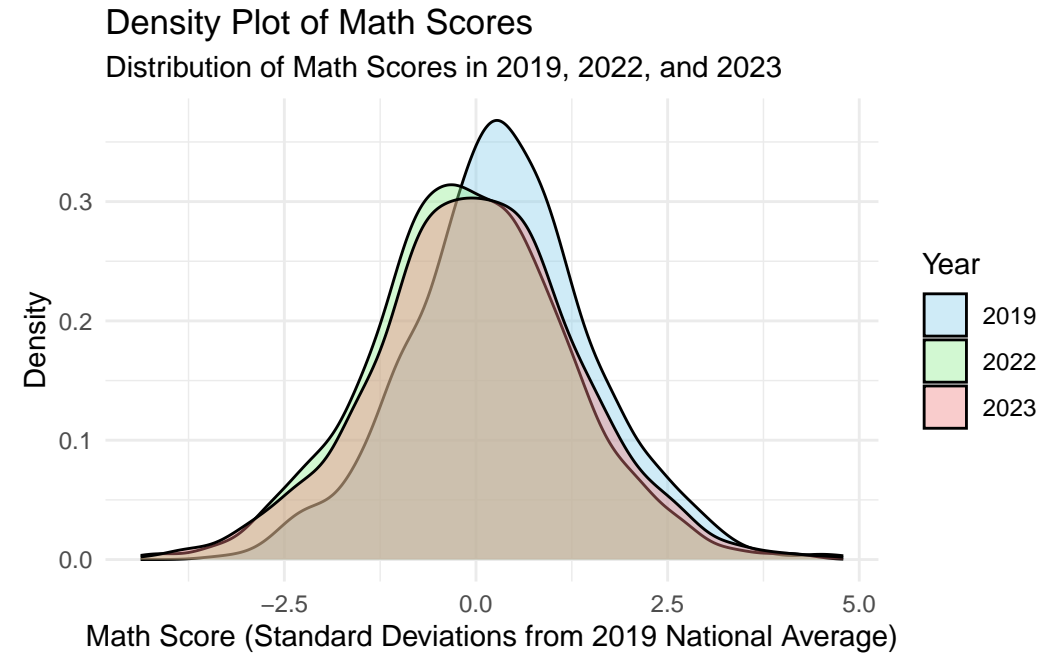 Density Plot of Math Scores
Distribution of Math Scores in 2019, 2022, and 2023
Density
0.3
0.2
0.1
0.0
−2.5
0.0
2.5
5.0
Math Score (Standard Deviations from 2019 National Average)
Year
2019
2022
2023